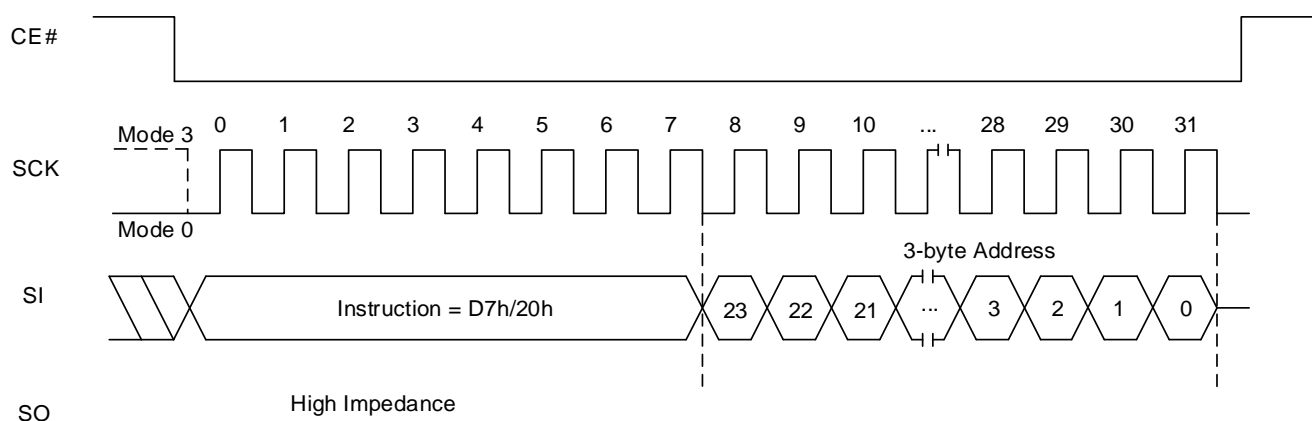 CE#
Mode 3
0 1 2 3 4 5 6 7 8 9 10 ... 28 29 30 31
SCK
Mode 0
3-byte Address
SI
Instruction = D7h/20h
23 22 21 ... 3 2 1 0
High Impedance
SO